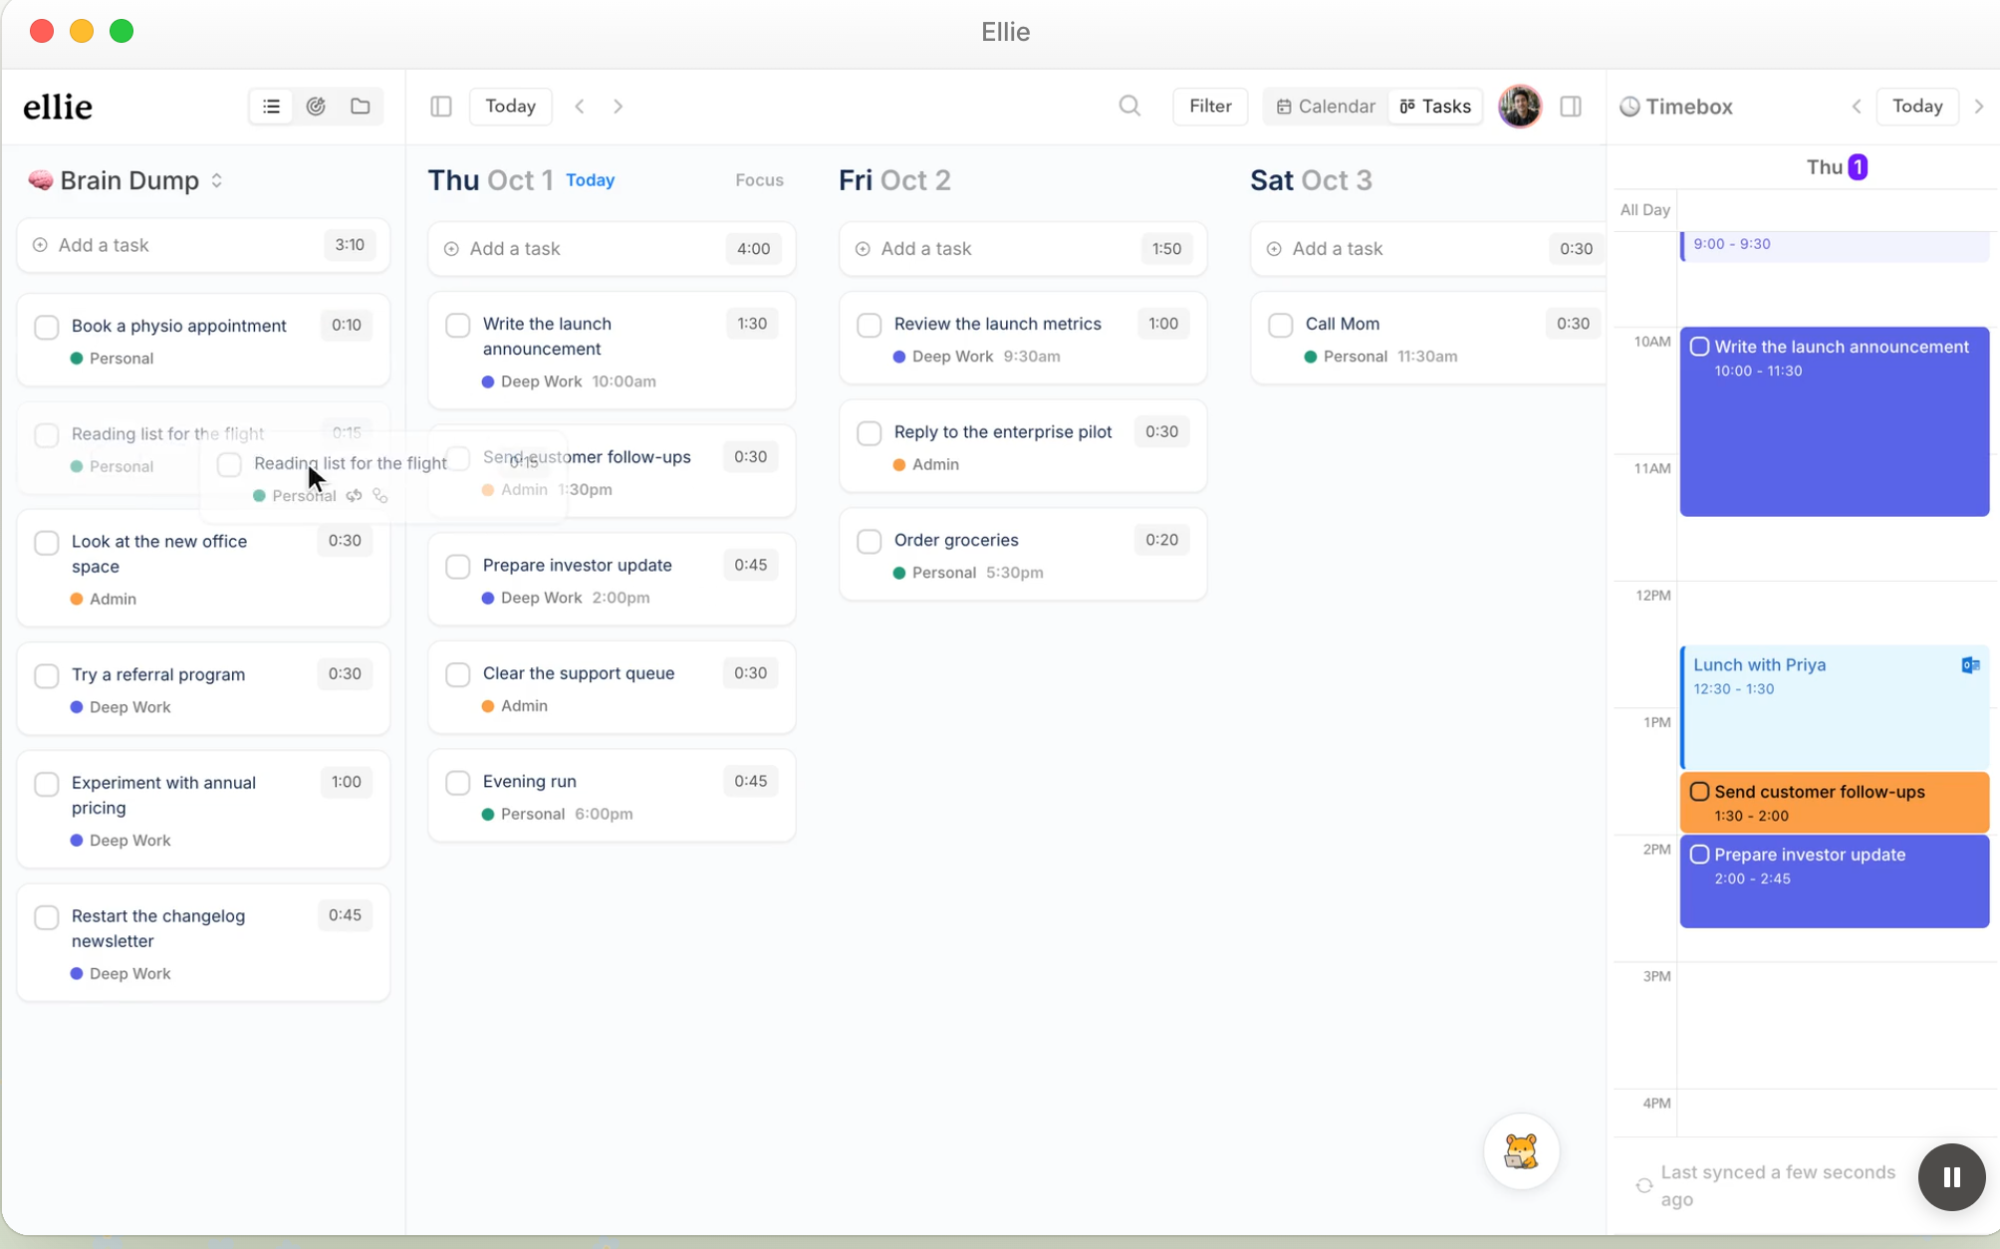 Ellie
ellie
Today
Filter
Calendar
Tasks
Timebox
Today
Brain Dump
Add a task
3:10
Book a physio appointment
0:10
Personal
Reading list for the flight
0:15
Personal
Reading list for the flight
0:15
Personal
Look at the new office
space
0:30
Admin
Try a referral program
0:30
Deep Work
Experiment with annual
pricing
1:00
Deep Work
Restart the changelog
newsletter
0:45
Deep Work
Thu Oct 1 Today
Focus
Add a task
4:00
Write the launch
announcement
1:30
Deep Work 10:00am
Send customer follow-ups
0:30
Admin 1:30pm
Prepare investor update
0:45
Deep Work 2:00pm
Clear the support queue
0:30
Admin
Evening run
0:45
Personal 6:00pm
Fri Oct 2
Add a task
1:50
Review the launch metrics
1:00
Deep Work 9:30am
Reply to the enterprise pilot
0:30
Admin
Order groceries
0:20
Personal 5:30pm
Sat Oct 3
Add a task
0:30
Call Mom
0:30
Personal 11:30am
Thu 1
All Day
9:00 - 9:30
10AM
Write the launch announcement
10:00 - 11:30
11AM
12PM
Lunch with Priya
12:30 - 1:30
1PM
Send customer follow-ups
1:30 - 2:00
2PM
Prepare investor update
2:00 - 2:45
3PM
4PM
Last synced a few seconds
ago